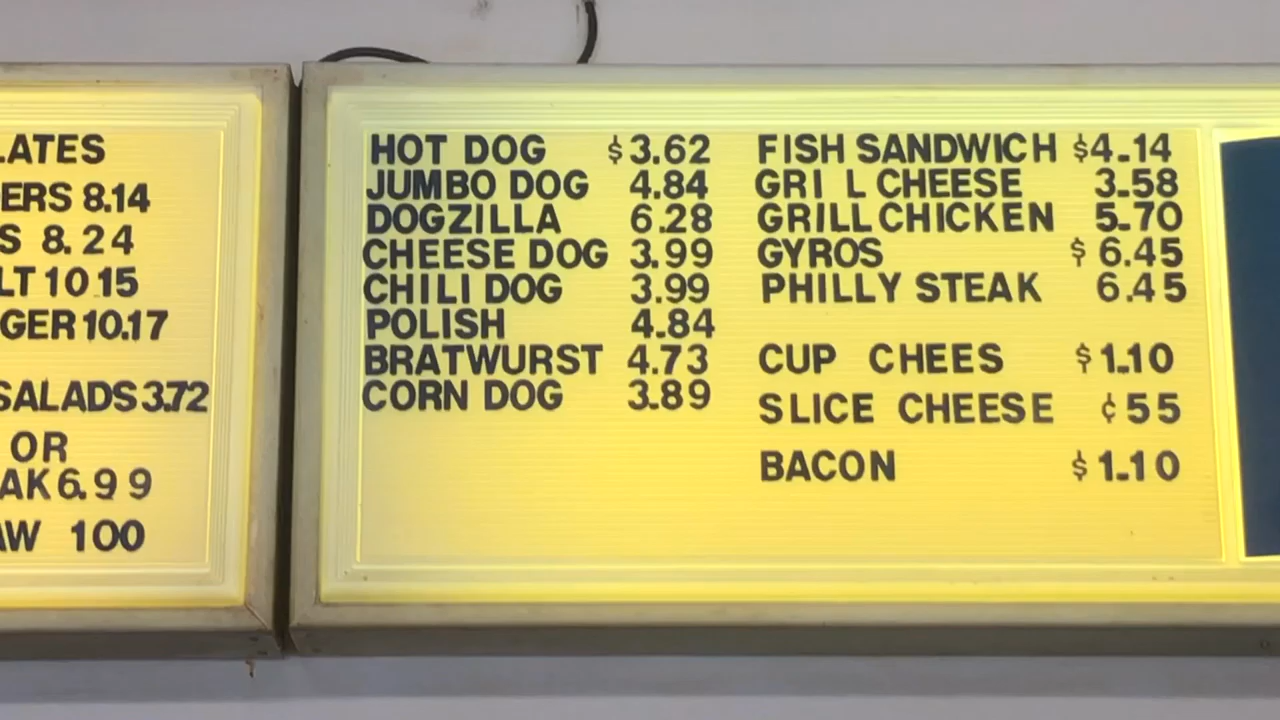 .ATES
ERS 8.14
S 8.24
LT 10 15
GER 10.17
SALADS 3.72
OR
AK 6.99
AW 100
HOT DOG $3.62
JUMBO DOG 4.84
DOGZILLA 6.28
CHEESE DOG 3.99
CHILI DOG 3.99
POLISH 4.84
BRATWURST 4.73
CORN DOG 3.89
FISH SANDWICH $4.14
GRI L CHEESE 3.58
GRILL CHICKEN 5.70
GYROS $6.45
PHILLY STEAK 6.45
CUP CHEES $1.10
SLICE CHEESE ¢55
BACON $1.10